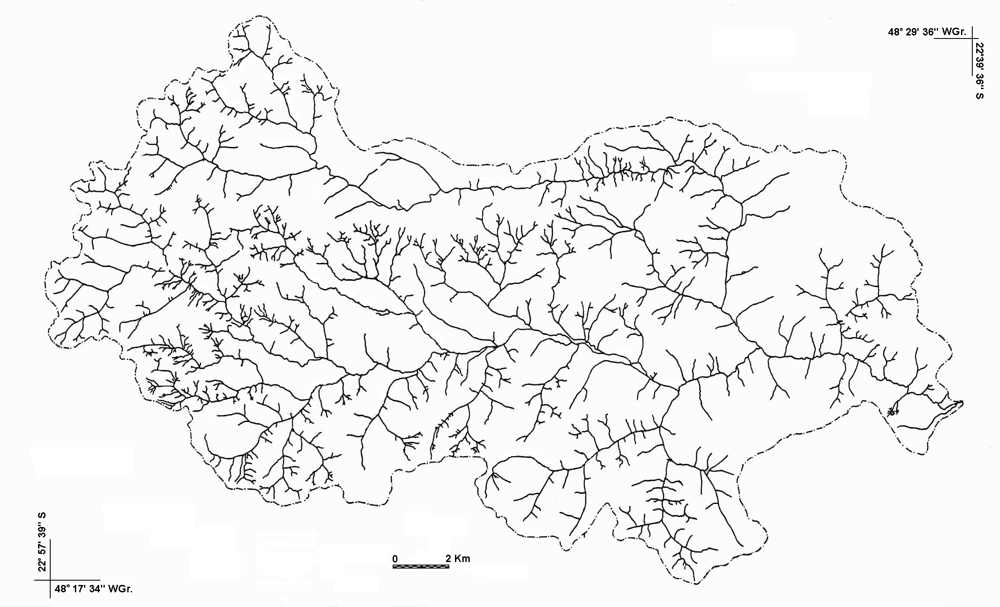 48° 29' 36" WGr.
22°39' 36" S
22° 57' 39" S
0 2 Km
48° 17' 34" WGr.